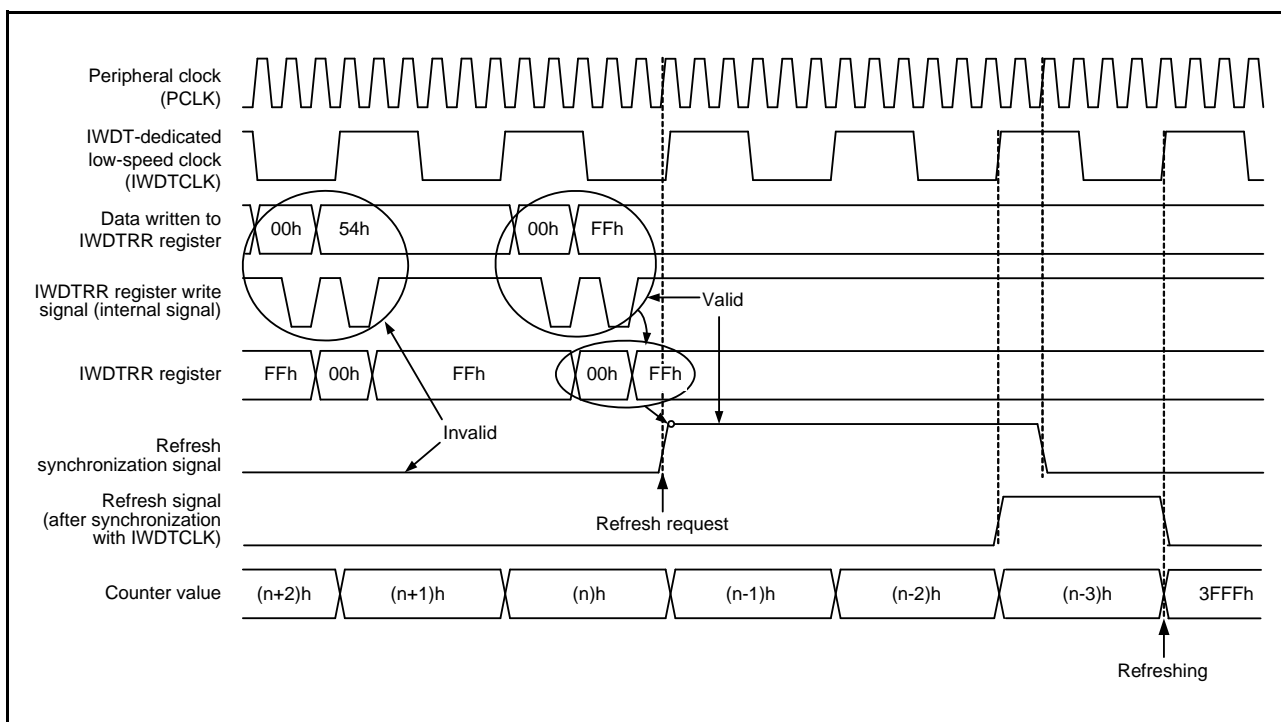 Peripheral clock
(PCLK)
IWDT-dedicated
low-speed clock
(IWDTCLK)
Data written to
IWDTRR register
00h
54h
00h
FFh
IWDTRR register write
signal (internal signal)
Valid
IWDTRR register
FFh
00h
FFh
00h
FFh
Invalid
Refresh
synchronization signal
Refresh signal
(after synchronization
with IWDTCLK)
Refresh request
Counter value
(n+2)h
(n+1)h
(n)h
(n-1)h
(n-2)h
(n-3)h
3FFFh
Refreshing